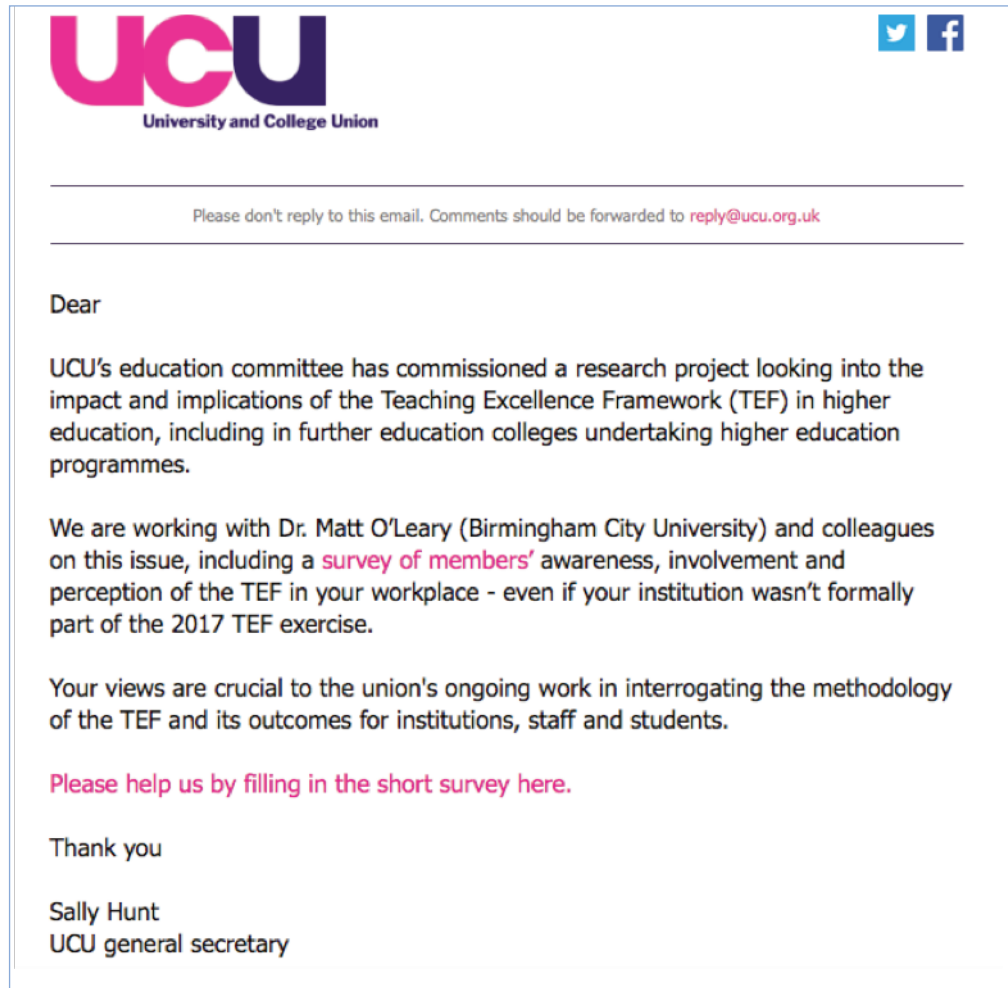 UCU
University and College Union
Please don't reply to this email. Comments should be forwarded to reply@ucu.org.uk
Dear
UCU’s education committee has commissioned a research project looking into the
impact and implications of the Teaching Excellence Framework (TEF) in higher
education, including in further education colleges undertaking higher education
programmes.
We are working with Dr. Matt O’Leary (Birmingham City University) and colleagues
on this issue, including a survey of members’ awareness, involvement and
perception of the TEF in your workplace - even if your institution wasn’t formally
part of the 2017 TEF exercise.
Your views are crucial to the union's ongoing work in interrogating the methodology
of the TEF and its outcomes for institutions, staff and students.
Please help us by filling in the short survey here.
Thank you
Sally Hunt
UCU general secretary